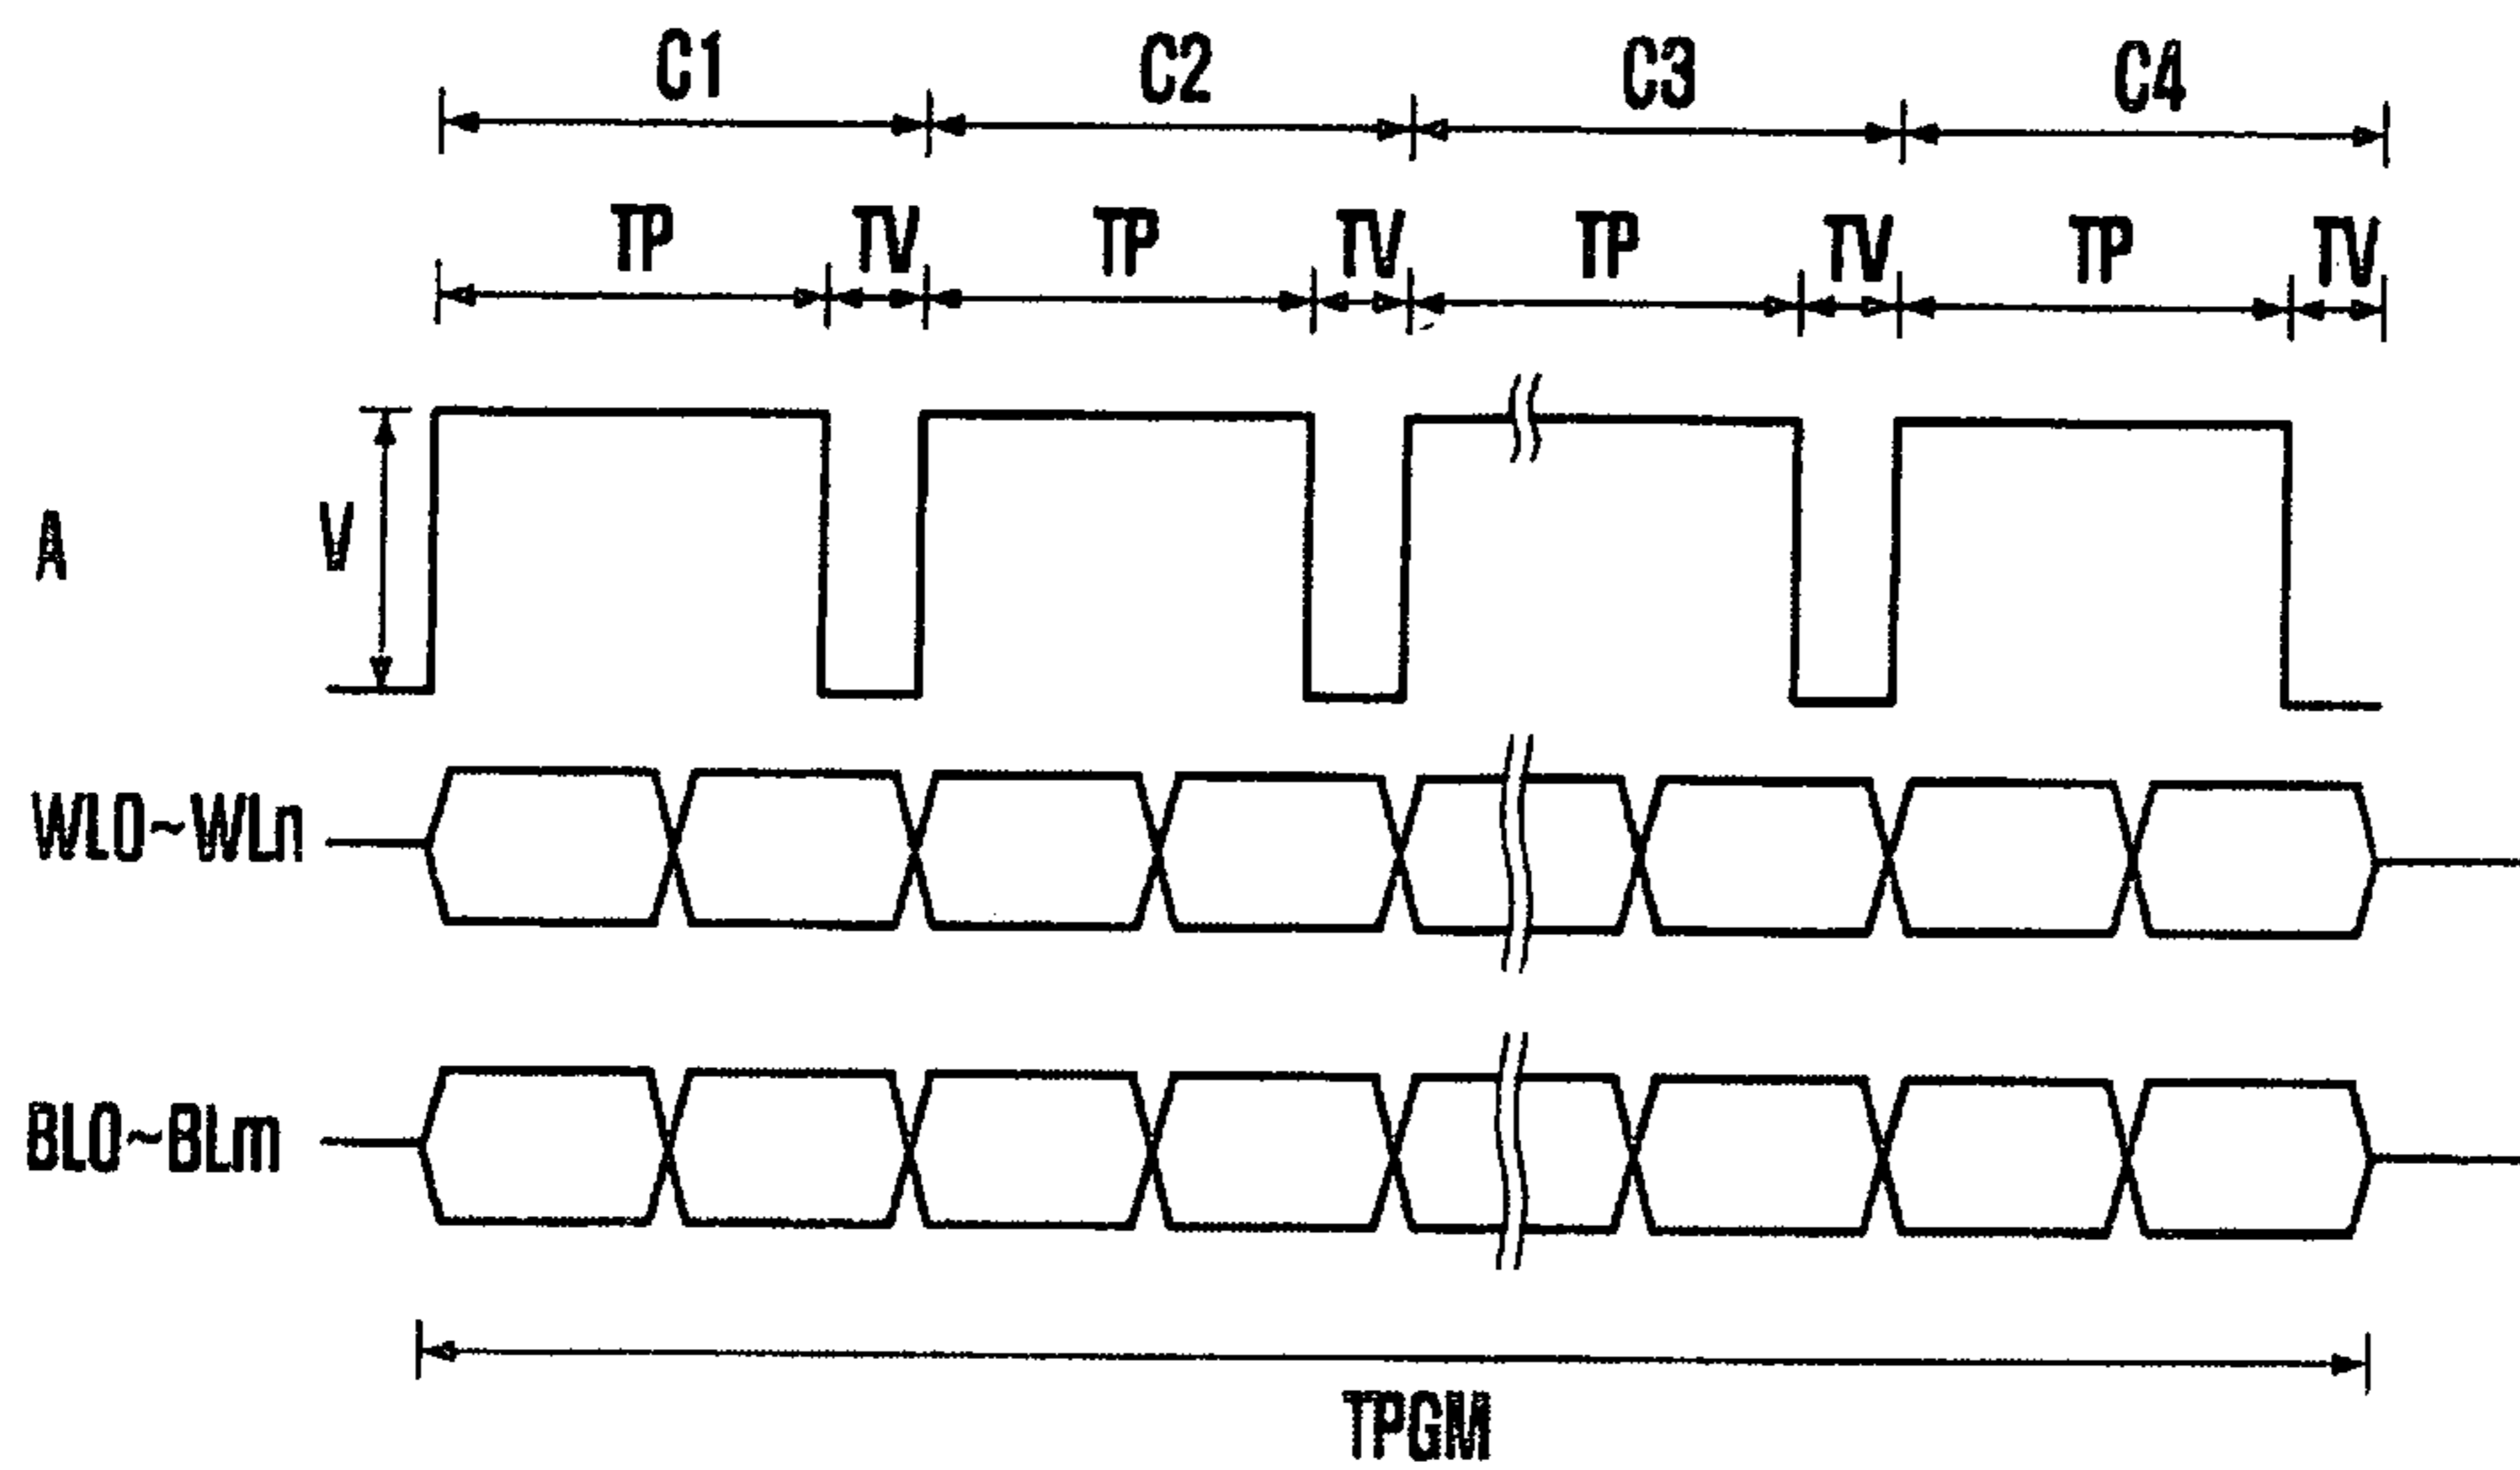 C1 C2 C3 C4
TP TV TP TV TP TV TP TV
V
A
WL0~WLn
BL0~BLm
TPGM